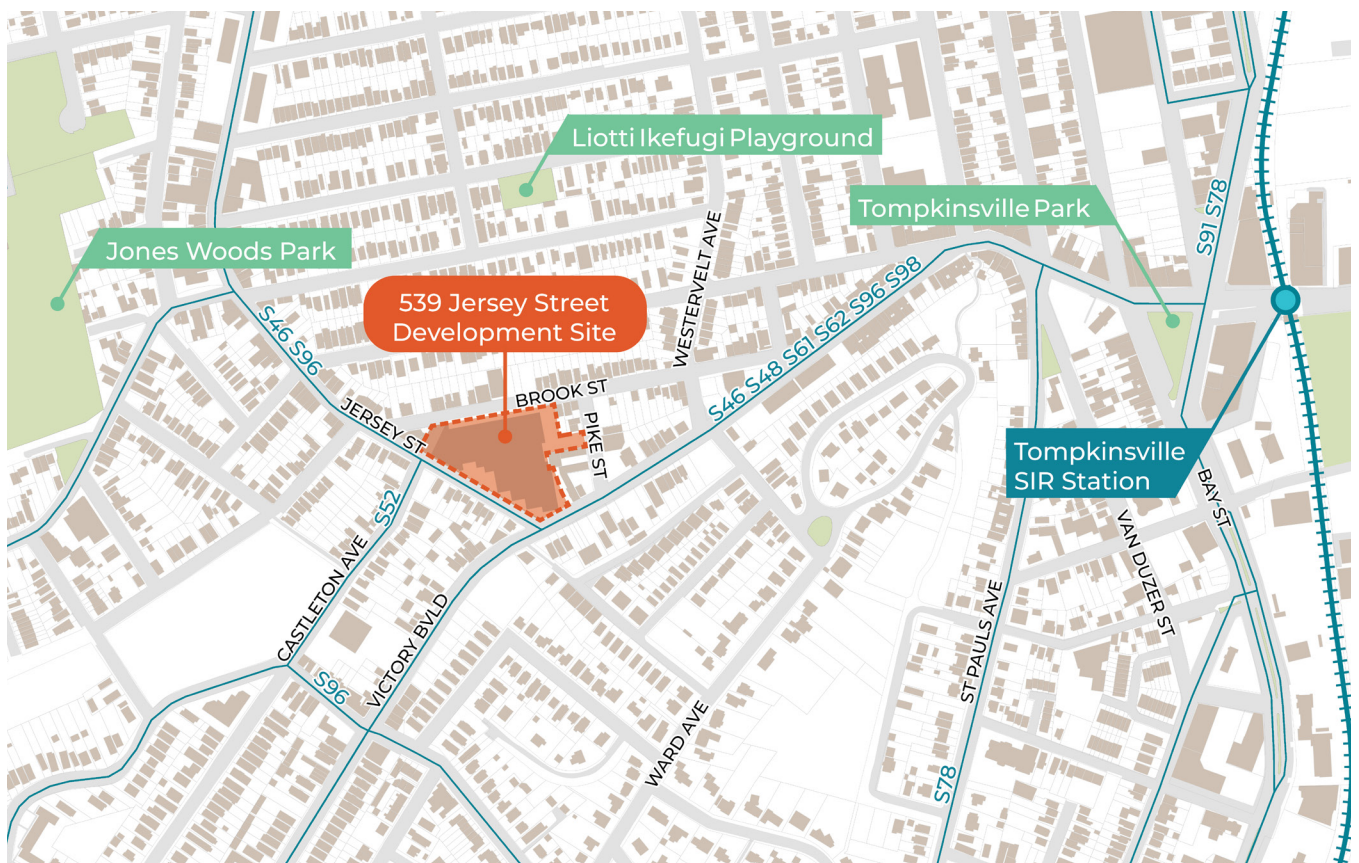 Liotti Ikefugi Playground
Tompkinsville Park
S91 S78
Jones Woods Park
WESTERVELT AVE
539 Jersey Street
Development Site
S46 S96
S46 S48 S61 S62 S96 S98
BROOK ST
JERSEY ST
PIKE ST
Tompkinsville
SIR Station
BAY ST
S52
VAN DUZER ST
CASTLETON AVE
VICTORY BVLD
ST PAULS AVE
S96
WARD AVE
S78